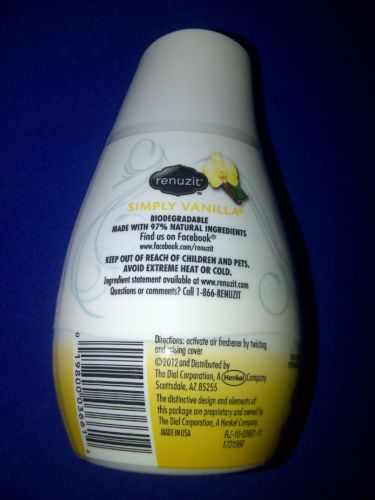 renuzit®
SIMPLY VANILLA®
BIODEGRADABLE
MADE WITH 97% NATURAL INGREDIENTS
Find us on Facebook®
www.facebook.com/renuzit
KEEP OUT OF REACH OF CHILDREN AND PETS.
AVOID EXTREME HEAT OR COLD.
Ingredient statement available at www.renuzit.com
Questions or comments? Call 1-866-RENUZIT
Directions: activate air freshener by twisting
and raising cover
©2012 and Distributed by
The Dial Corporation, A Henkel Company
Scottsdale, AZ 85255
The distinctive design and elements of
this package are proprietary and owned by
The Dial Corporation, A Henkel Company
MADE IN USA
1721560